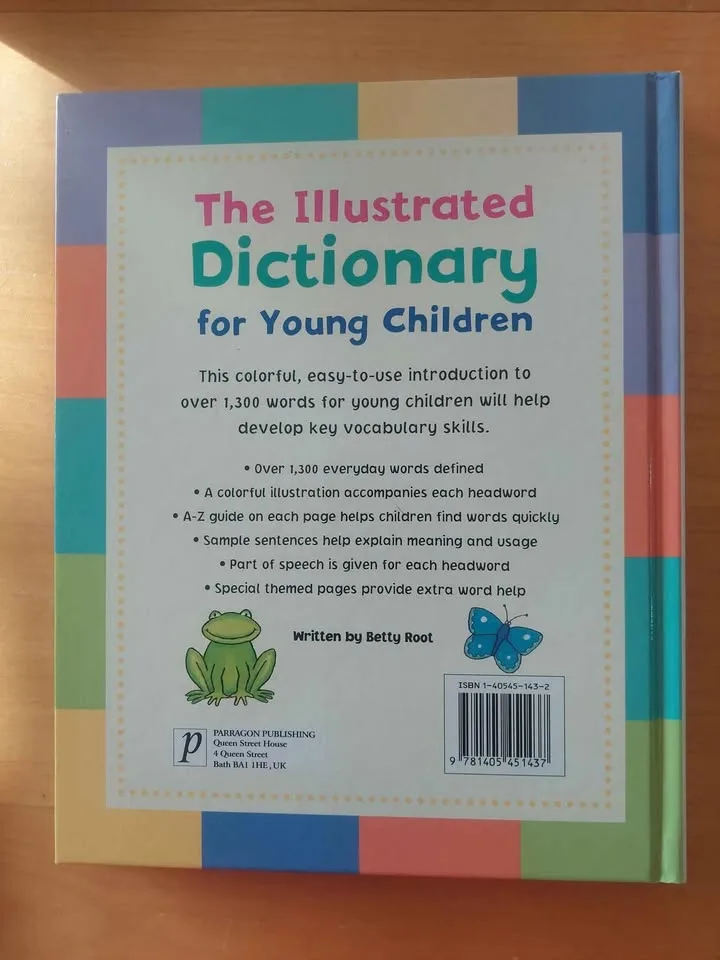 The Illustrated
Dictionary
for Young Children
This colorful, easy-to-use introduction to
over 1,300 words for young children will help
develop key vocabulary skills.
• Over 1,300 everyday words defined
• A colorful illustration accompanies each headword
• A-Z guide on each page helps children find words quickly
• Sample sentences help explain meaning and usage
• Part of speech is given for each headword
• Special themed pages provide extra word help
Written by Betty Root
ISBN 1-40545-143-2
9 781405 451437
p
PARRAGON PUBLISHING
Queen Street House
4 Queen Street
Bath BA1 1HE, UK